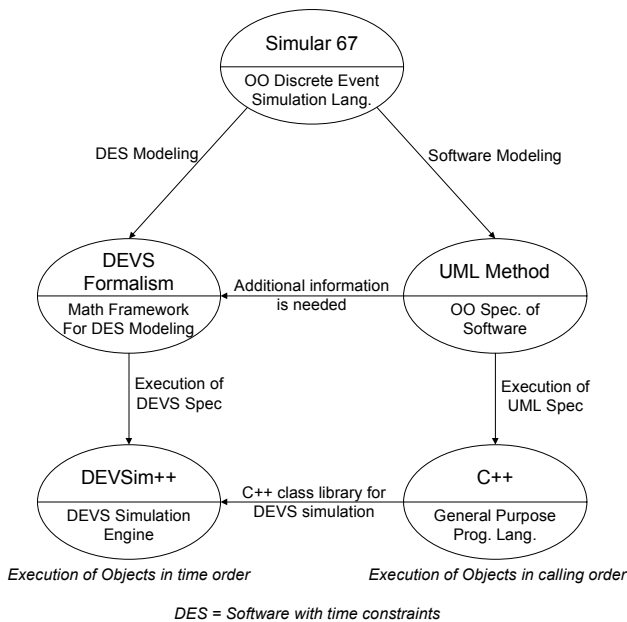 Simular 67
OO Discrete Event
Simulation Lang.
DES Modeling
Software Modeling
DEVS
Formalism
Math Framework
For DES Modeling
Additional information
is needed
UML Method
OO Spec. of
Software
Execution of
DEVS Spec
Execution of
UML Spec
DEVSim++
DEVS Simulation
Engine
C++ class library for
DEVS simulation
C++
General Purpose
Prog. Lang.
Execution of Objects in time order
Execution of Objects in calling order
DES = Software with time constraints